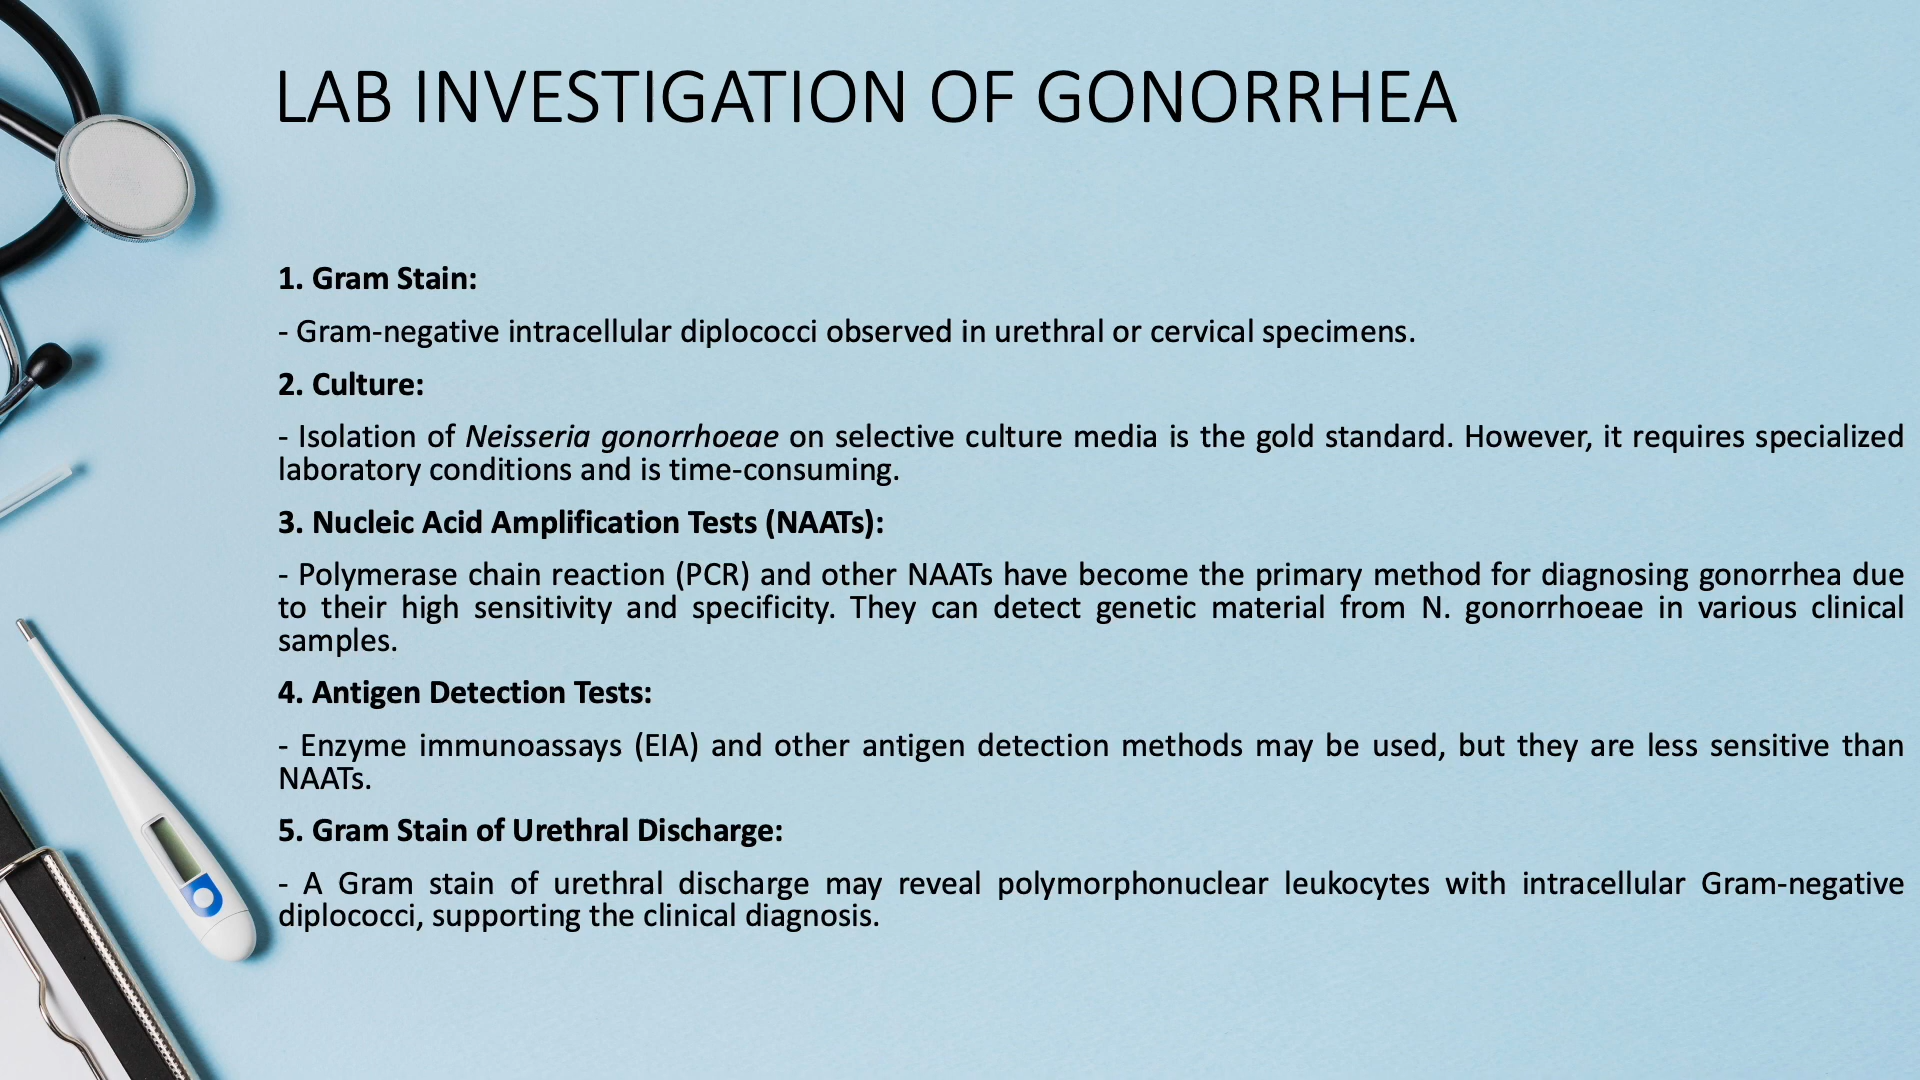 LAB INVESTIGATION OF GONORRHEA
1. Gram Stain:
- Gram-negative intracellular diplococci observed in urethral or cervical specimens.
2. Culture:
- Isolation of Neisseria gonorrhoeae on selective culture media is the gold standard. However, it requires specialized
laboratory conditions and is time-consuming.
3. Nucleic Acid Amplification Tests (NAATs):
- Polymerase chain reaction (PCR) and other NAATs have become the primary method for diagnosing gonorrhea due
to their high sensitivity and specificity. They can detect genetic material from N. gonorrhoeae in various clinical
samples.
4. Antigen Detection Tests:
- Enzyme immunoassays (EIA) and other antigen detection methods may be used, but they are less sensitive than
NAATs.
5. Gram Stain of Urethral Discharge:
- A Gram stain of urethral discharge may reveal polymorphonuclear leukocytes with intracellular Gram-negative
diplococci, supporting the clinical diagnosis.